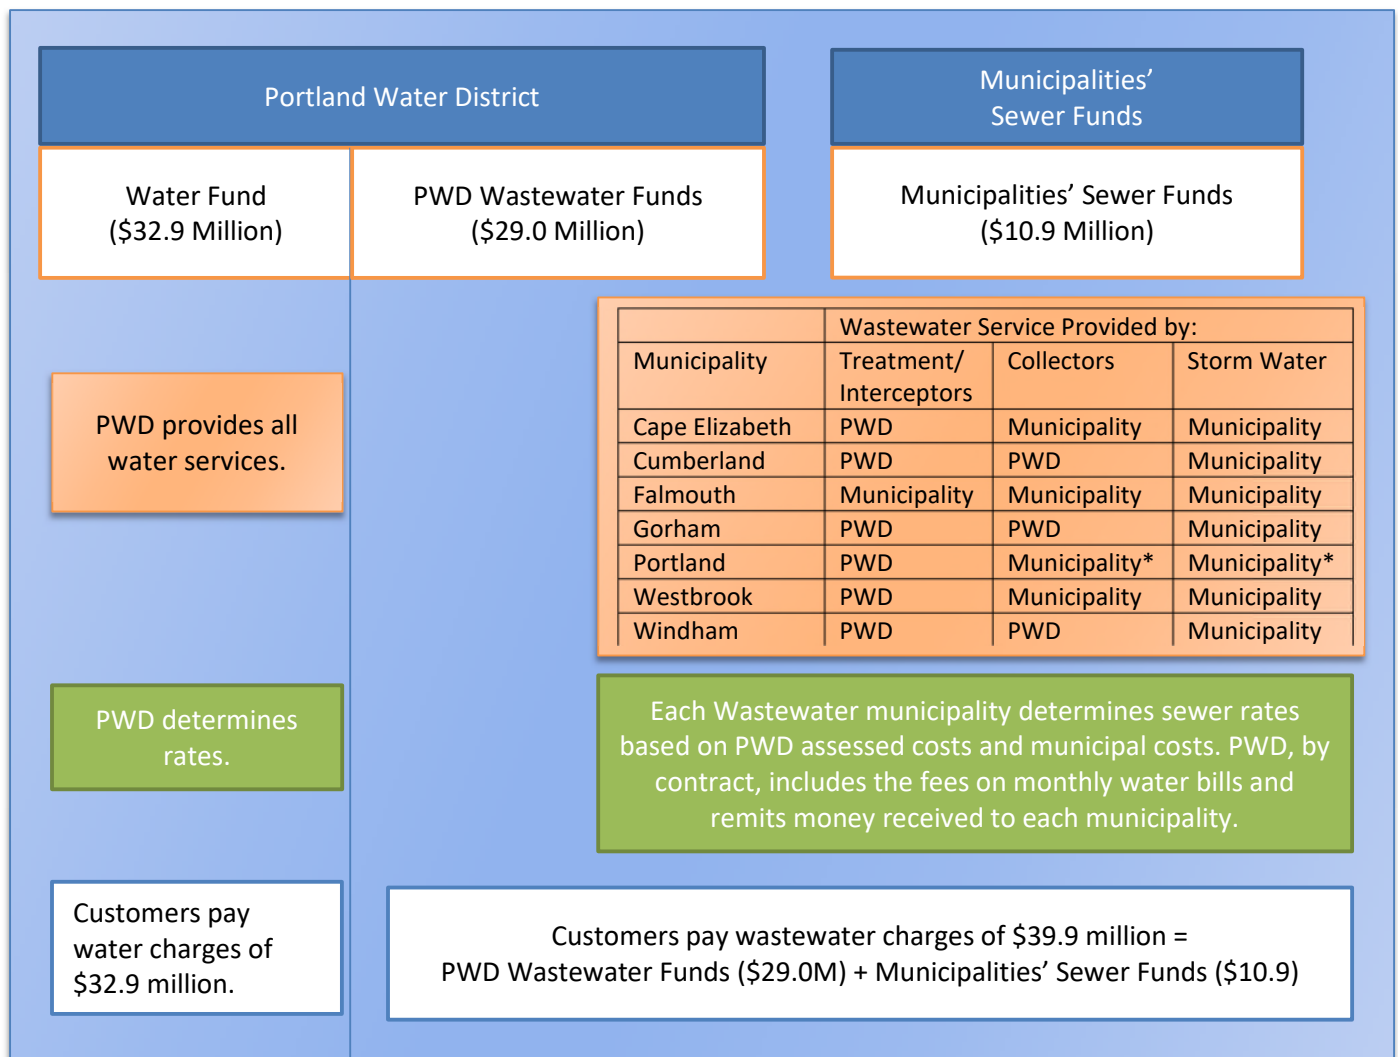 Portland Water District
Municipalities’
Sewer Funds
Water Fund
($32.9 Million)
PWD Wastewater Funds
($29.0 Million)
Municipalities’ Sewer Funds
($10.9 Million)
PWD provides all
water services.
Wastewater Service Provided by:
Municipality Treatment/ Collectors Storm Water
Interceptors
Cape Elizabeth PWD Municipality Municipality
Cumberland PWD PWD Municipality
Falmouth Municipality Municipality Municipality
Gorham PWD PWD Municipality
Portland PWD Municipality* Municipality*
Westbrook PWD Municipality Municipality
Windham PWD PWD Municipality
PWD determines
rates.
Each Wastewater municipality determines sewer rates
based on PWD assessed costs and municipal costs. PWD, by
contract, includes the fees on monthly water bills and
remits money received to each municipality.
Customers pay
water charges of
$32.9 million.
Customers pay wastewater charges of $39.9 million =
PWD Wastewater Funds ($29.0M) + Municipalities’ Sewer Funds ($10.9)